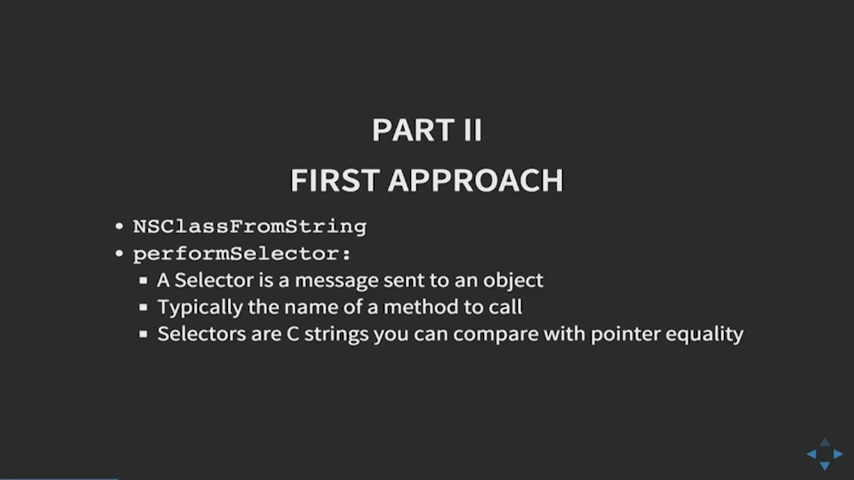 PART II
FIRST APPROACH
• NSClassFromString
• performSelector:
▪ A Selector is a message sent to an object
▪ Typically the name of a method to call
▪ Selectors are C strings you can compare with pointer equality